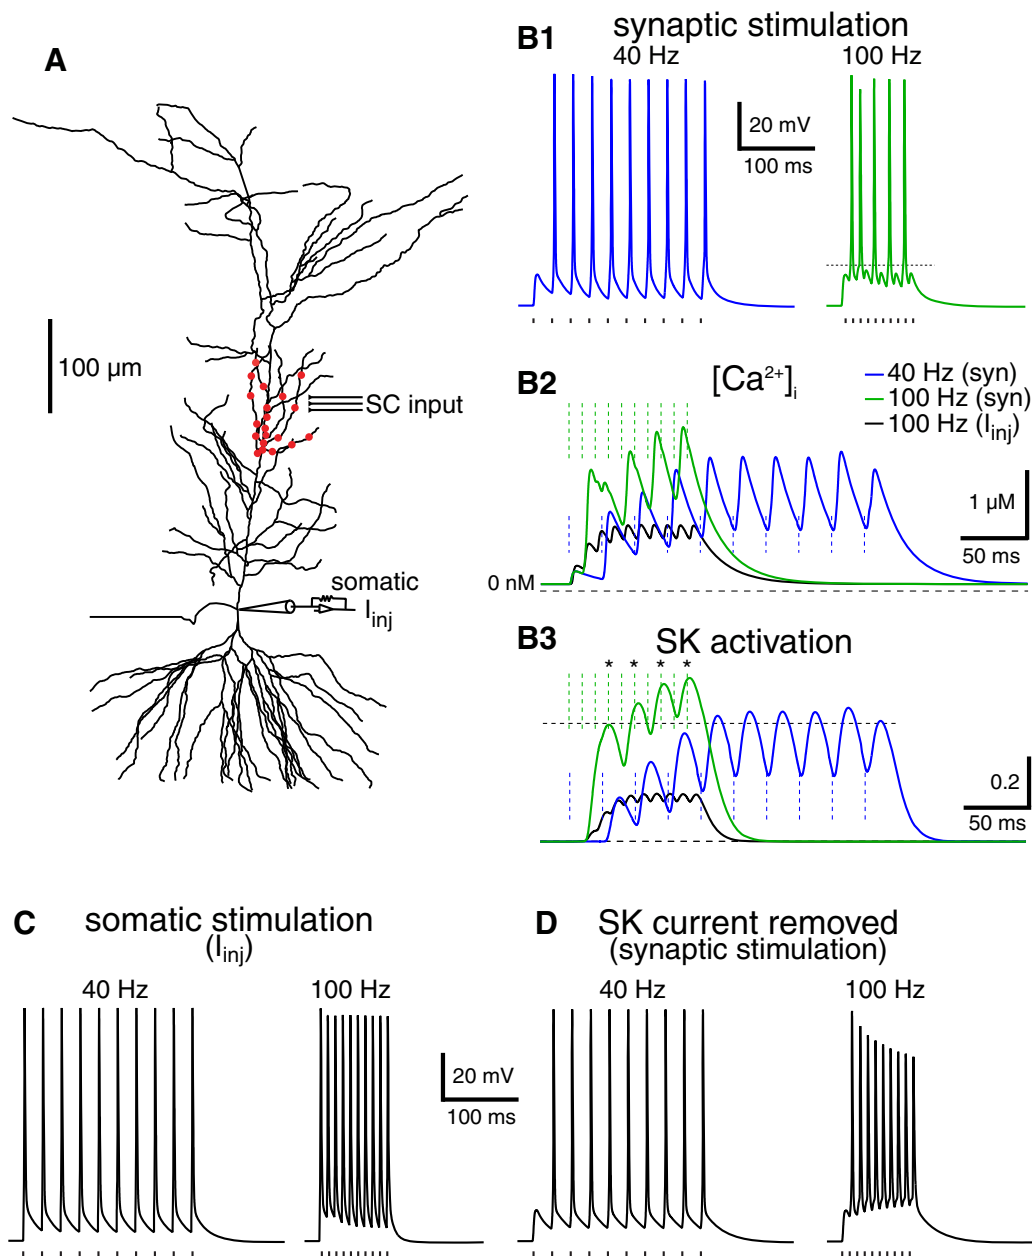 A
100 µm
SC input
somatic
Iinj
B1
synaptic stimulation
40 Hz
100 Hz
20 mV
100 ms
B2
[Ca2+]i
40 Hz (syn)
100 Hz (syn)
100 Hz (Iinj)
1 µM
50 ms
0 nM
B3
SK activation
* * * *
0.2
50 ms
C
somatic stimulation
(Iinj)
40 Hz
100 Hz
20 mV
100 ms
D
SK current removed
(synaptic stimulation)
40 Hz
100 Hz